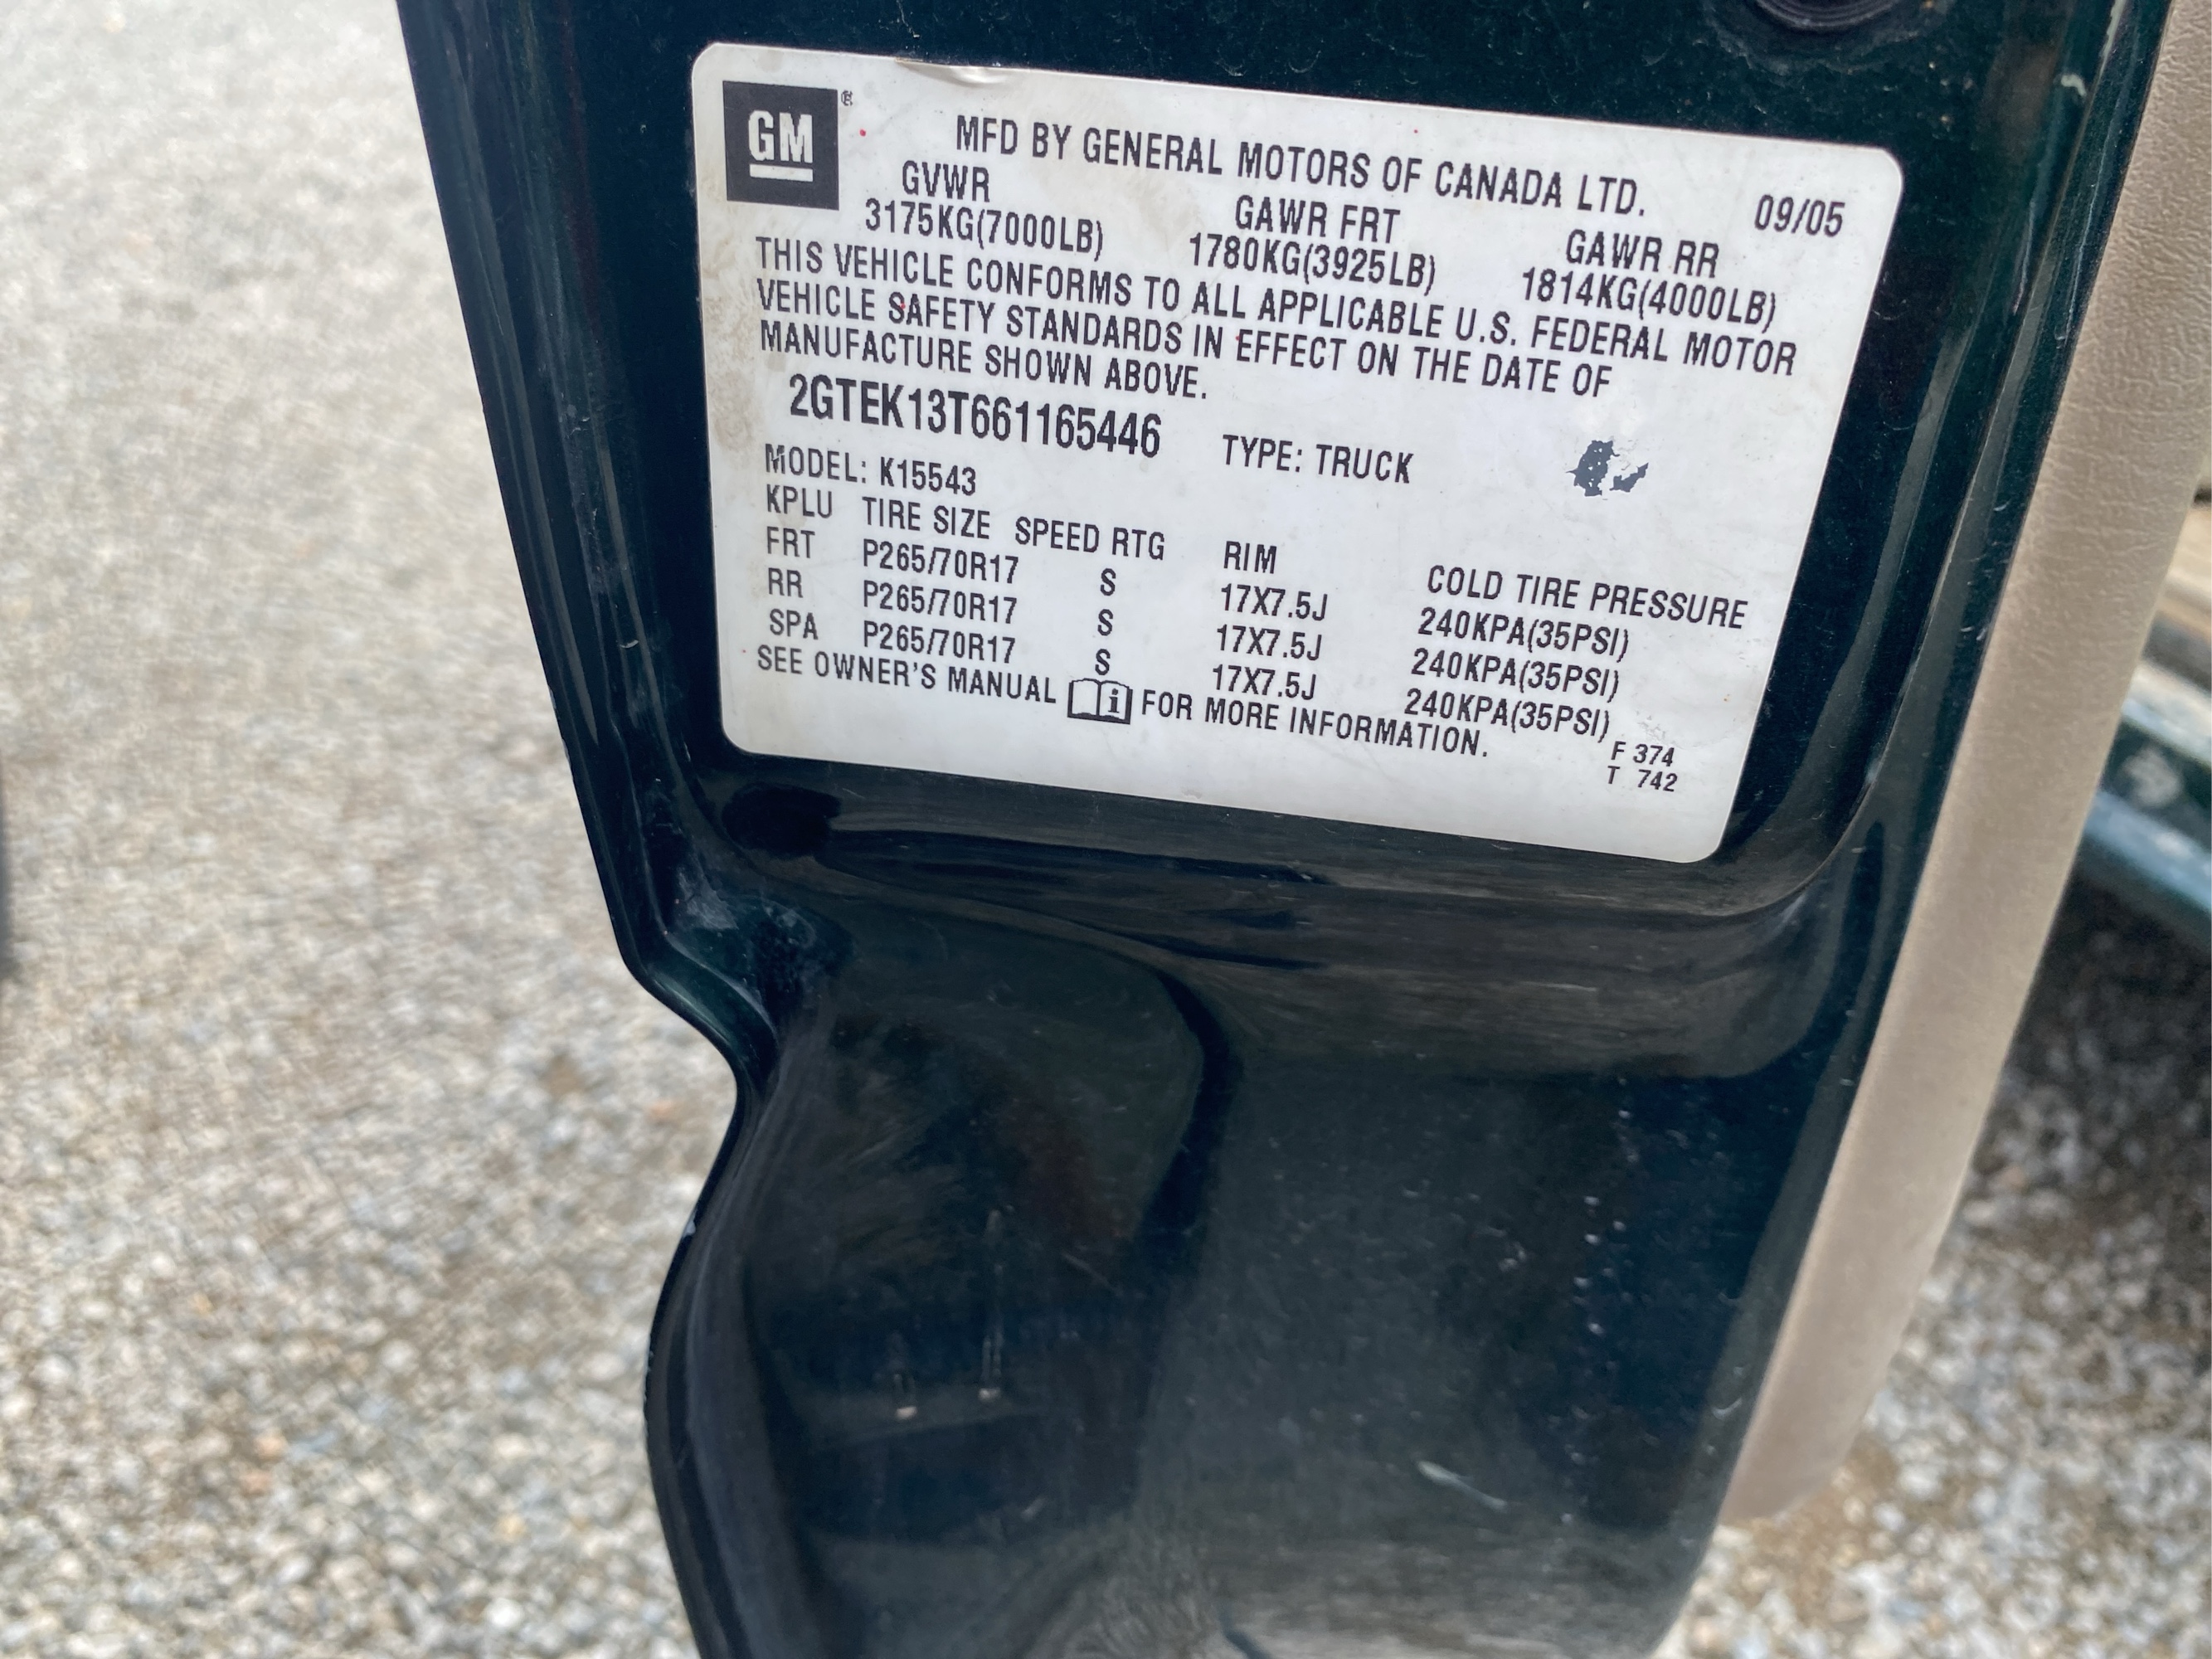 GM ®
MFD BY GENERAL MOTORS OF CANADA LTD.
09/05
GVWR GAWR FRT GAWR RR
3175KG(7000LB) 1780KG(3925LB) 1814KG(4000LB)
THIS VEHICLE CONFORMS TO ALL APPLICABLE U.S. FEDERAL MOTOR
VEHICLE SAFETY STANDARDS IN EFFECT ON THE DATE OF
MANUFACTURE SHOWN ABOVE.
2GTEK13T661165446 TYPE: TRUCK
MODEL: K15543
KPLU TIRE SIZE SPEED RTG RIM COLD TIRE PRESSURE
FRT P265/70R17 S 17X7.5J 240KPA(35PSI)
RR P265/70R17 S 17X7.5J 240KPA(35PSI)
SPA P265/70R17 S 17X7.5J 240KPA(35PSI)
SEE OWNER'S MANUAL i FOR MORE INFORMATION.
F 374
T 742